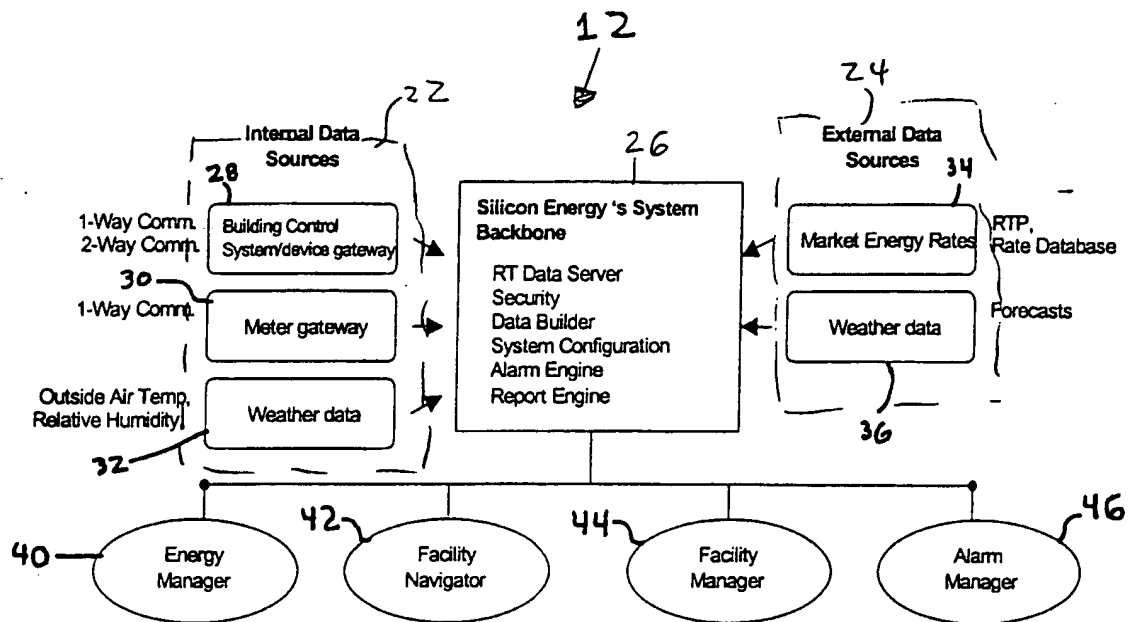 12
22
24
Internal Data
Sources
26
External Data
Sources
28
34
1-Way Comm.
2-Way Comm.
Building Control
System/device gateway
Silicon Energy 's System
Backbone
Market Energy Rates
RTP,
Rate Database
30
1-Way Comm.
Meter gateway
RT Data Server
Security
Data Builder
System Configuration
Alarm Engine
Report Engine
Weather data
Forecasts
Outside Air Temp,
Relative Humidity
Weather data
32
36
40
Energy
Manager
42
Facility
Navigator
44
Facility
Manager
46
Alarm
Manager